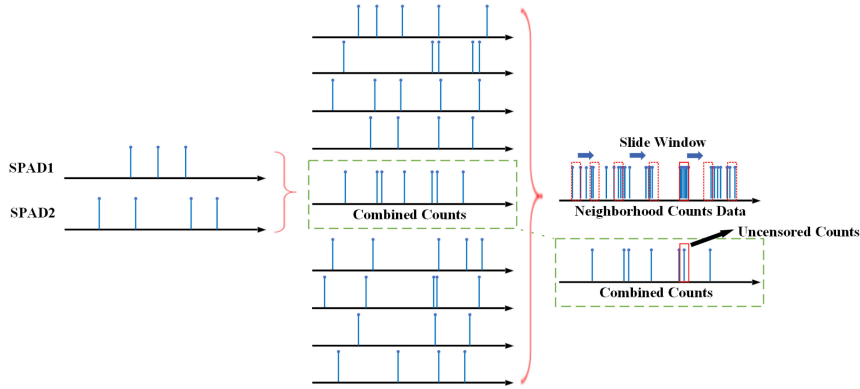 SPAD1
SPAD2
Combined Counts
Slide Window
Neighborhood Counts Data
Uncensored Counts
Combined Counts